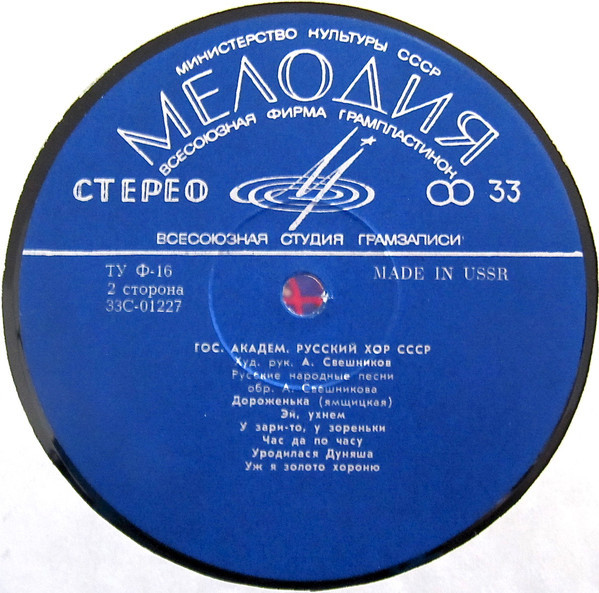 МИНИСТЕРСТВО КУЛЬТУРЫ СССР
МЕЛОДИЯ
ВСЕСОЮЗНАЯ ФИРМА ГРАМПЛАСТИНОК
СТЕРЕО
33
ВСЕСОЮЗНАЯ СТУДИЯ ГРАМЗАПИСИ
ТУ Ф-16
MADE IN USSR
2 сторона
33С-01227
ГОС. АКАДЕМ. РУССКИЙ ХОР СССР
Худ. рук. А. Свешников
Русские народные песни
обр. А. Свешникова
Дороженька (ямщицкая)
Эй, ухнем
У зари-то, у зореньки
Час да по часу
Уродилася Дуняша
Уж я золото хороню